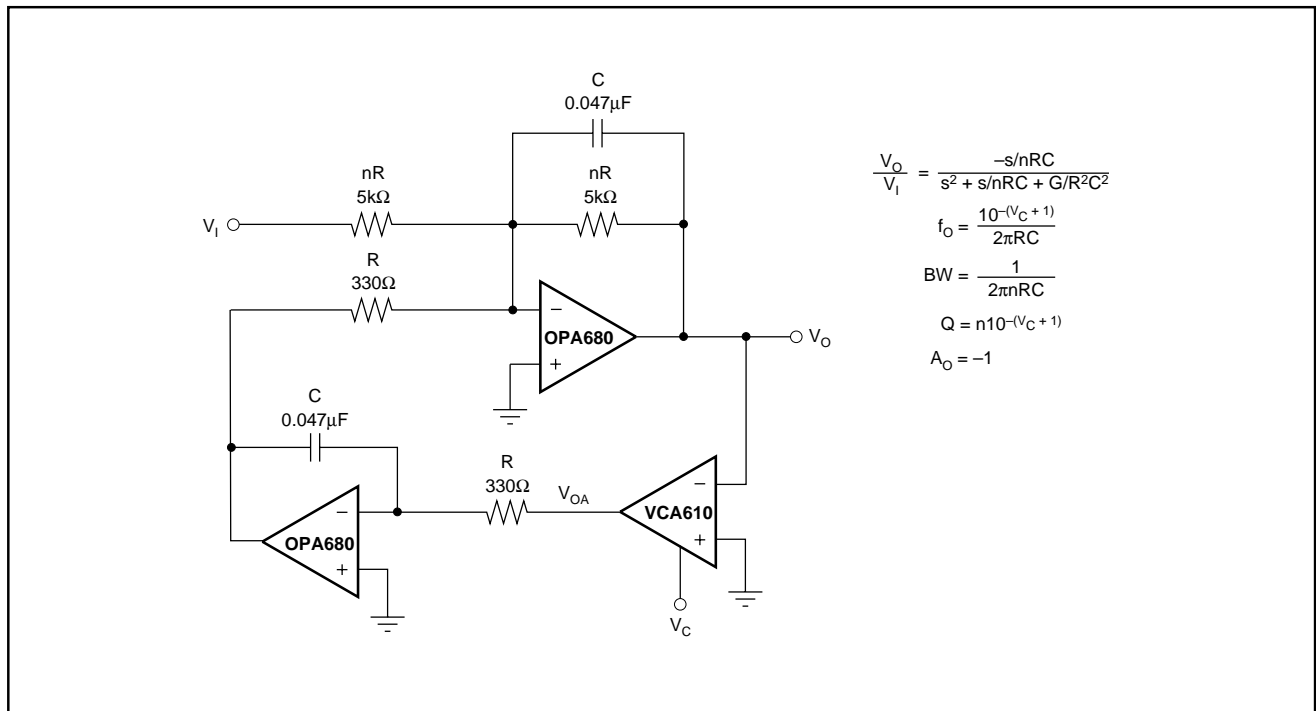 C
0.047µF
nR
5kΩ
nR
5kΩ
V_I
R
330Ω
−
OPA680
+
V_O
C
0.047µF
R
330Ω
V_OA
−
VCA610
+
−
OPA680
+
V_C
V_O/V_I = −s/nRC / s² + s/nRC + G/R²C²
f_O = 10^−(V_C + 1) / 2πRC
BW = 1 / 2πnRC
Q = n10^−(V_C + 1)
A_O = −1